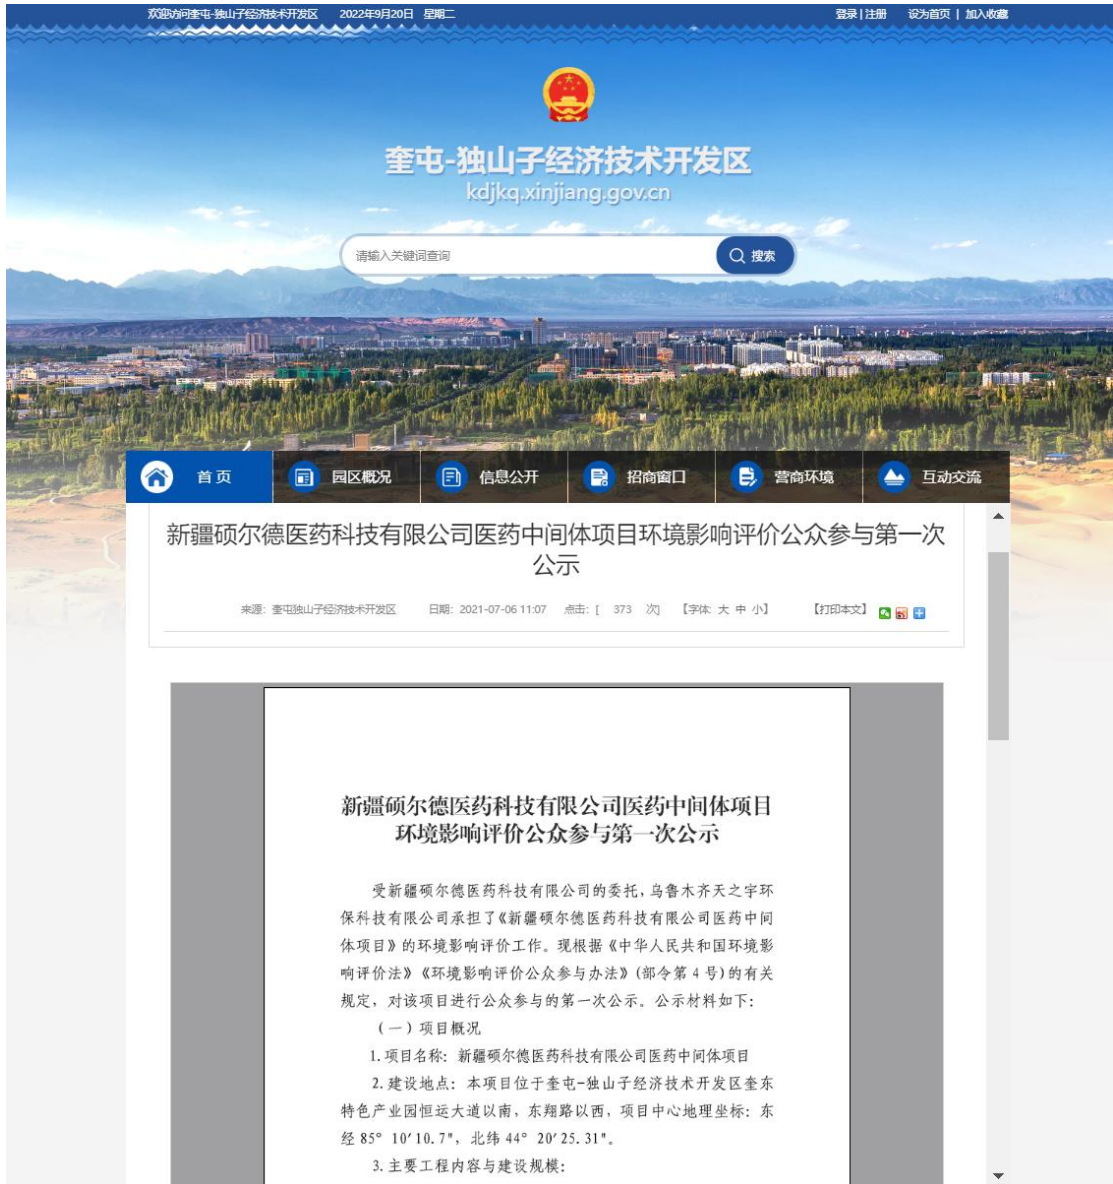 欢迎访问奎屯-独山子经济技术开发区 2022年9月20日 星期二 登录 | 注册 设为首页 | 加入收藏
奎屯-独山子经济技术开发区
kdjkq.xinjiang.gov.cn
请输入关键词查询 搜索
首页 园区概况 信息公开 招商窗口 营商环境 互动交流
新疆硕尔德医药科技有限公司医药中间体项目环境影响评价公众参与第一次
公示
来源: 奎屯独山子经济技术开发区 日期: 2021-07-06 11:07 点击: [ 373 次] 【字体: 大 中 小】 【打印本文】
新疆硕尔德医药科技有限公司医药中间体项目
环境影响评价公众参与第一次公示
受新疆硕尔德医药科技有限公司的委托，乌鲁木齐天之宇环
保科技有限公司承担了《新疆硕尔德医药科技有限公司医药中间
体项目》的环境影响评价工作。现根据《中华人民共和国环境影
响评价法》《环境影响评价公众参与办法》(部令第 4 号)的有关
规定，对该项目进行公众参与的第一次公示。公示材料如下：
（一）项目概况
1.项目名称：新疆硕尔德医药科技有限公司医药中间体项目
2.建设地点：本项目位于奎屯-独山子经济技术开发区奎东
特色产业园恒运大道以南，东翔路以西，项目中心地理坐标：东
经 85° 10′10.7"，北纬 44° 20′25.31"。
3.主要工程内容与建设规模：